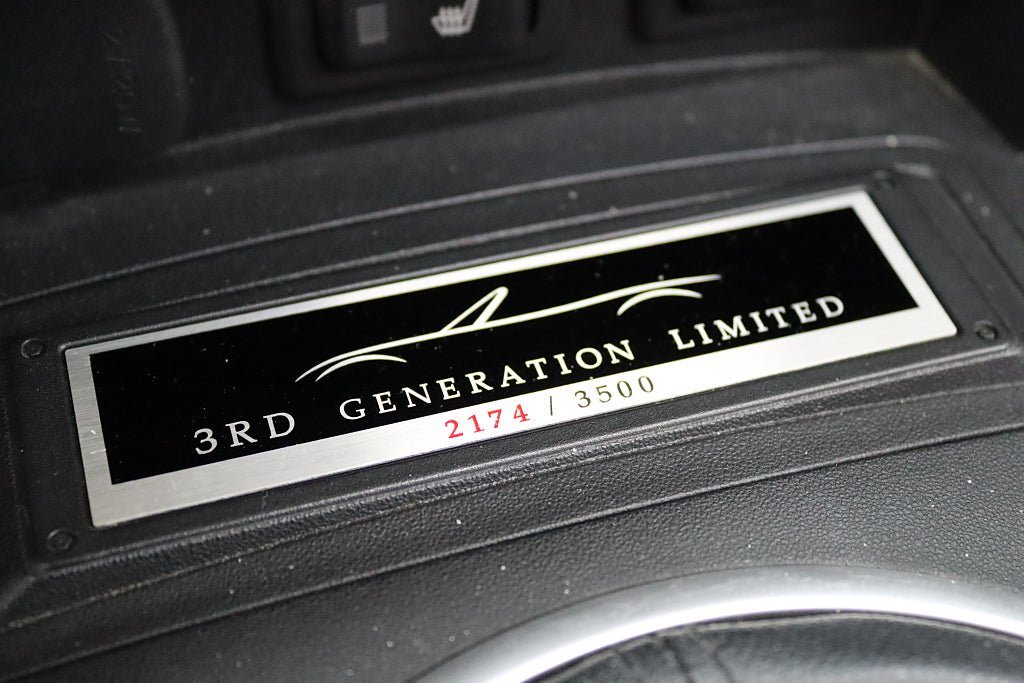 3RD GENERATION LIMITED
2174 / 3500